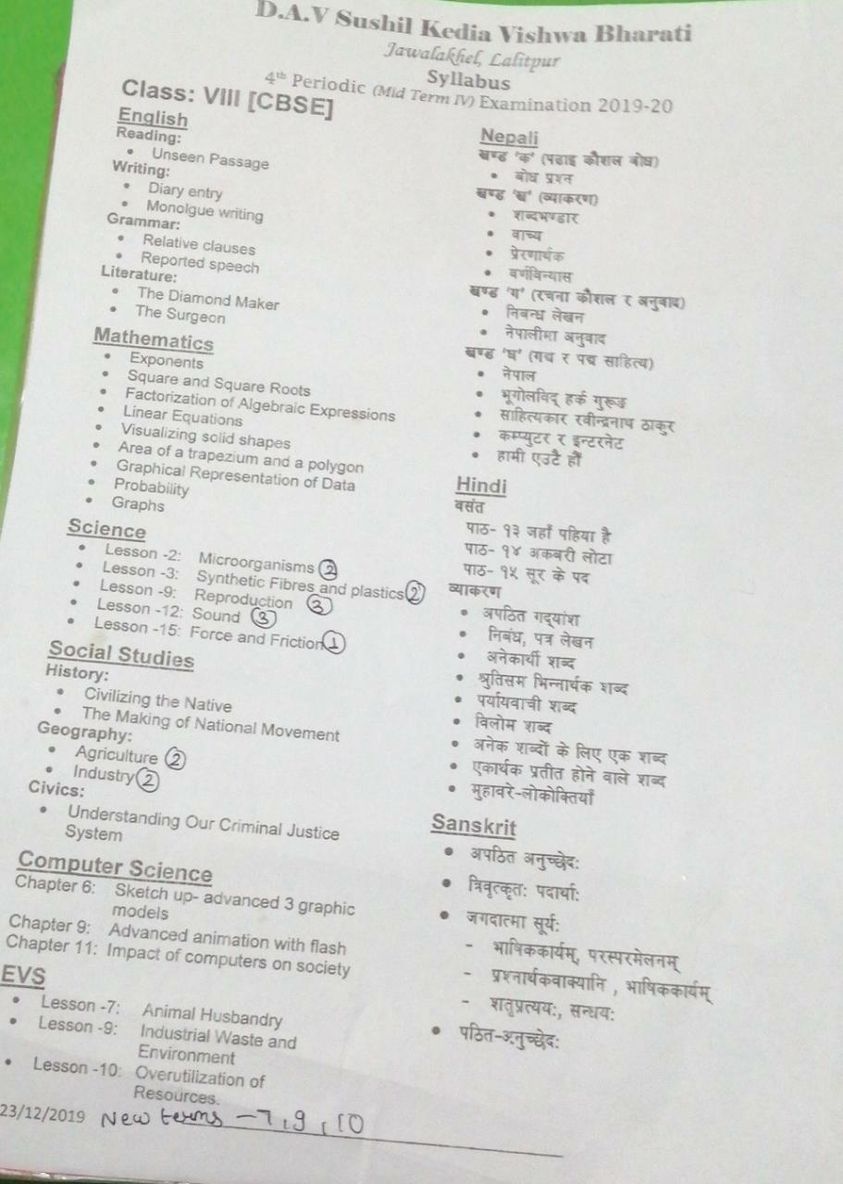 D.A.V Sushil Kedia Vishwa Bharati
Jawalakhel, Lalitpur
Syllabus
4th Periodic (Mid Term IV) Examination 2019-20
Class: VIII [CBSE]
English
Reading:
• Unseen Passage
Writing:
• Diary entry
• Monolgue writing
Grammar:
• Relative clauses
• Reported speech
Literature:
• The Diamond Maker
• The Surgeon
Mathematics
• Exponents
• Square and Square Roots
• Factorization of Algebraic Expressions
• Linear Equations
• Visualizing solid shapes
• Area of a trapezium and a polygon
• Graphical Representation of Data
• Probability
• Graphs
Science
• Lesson -2: Microorganisms 2
• Lesson -3: Synthetic Fibres and plastics 2
• Lesson -9: Reproduction 3
• Lesson -12: Sound 3
• Lesson -15: Force and Friction 1
Social Studies
History:
• Civilizing the Native
• The Making of National Movement
Geography:
• Agriculture 2
• Industry 2
Civics:
• Understanding Our Criminal Justice
System
Computer Science
Chapter 6: Sketch up- advanced 3 graphic
models
Chapter 9: Advanced animation with flash
Chapter 11: Impact of computers on society
EVS
• Lesson -7: Animal Husbandry
• Lesson -9: Industrial Waste and
Environment
• Lesson -10: Overutilization of
Resources.
23/12/2019 New terms - 7, 9, 10
Nepali
खण्ड 'क' (पढाइ कौशल बोध)
• बोध प्रश्न
खण्ड 'ख' (व्याकरण)
• शब्दभण्डार
• वाच्य
• प्रेरणार्थक
• वर्णविन्यास
खण्ड 'ग' (रचना कौशल र अनुवाद)
• निबन्ध लेखन
• नेपालीमा अनुवाद
खण्ड 'घ' (गद्य र पद्य साहित्य)
• नेपाल
• भूगोलविद् हर्क गुरूङ
• साहित्यकार रवीन्द्रनाथ ठाकुर
• कम्प्युटर र इन्टरनेट
• हामी एउटै हौं
Hindi
वसंत
पाठ- १३ जहाँ पहिया है
पाठ- १४ अकबरी लोटा
पाठ- १५ सूर के पद
व्याकरण
• अपठित गद्यांश
• निबंध, पत्र लेखन
• अनेकार्थी शब्द
• श्रुतिसम भिन्नार्थक शब्द
• पर्यायवाची शब्द
• विलोम शब्द
• अनेक शब्दों के लिए एक शब्द
• एकार्थक प्रतीत होने वाले शब्द
• मुहावरे-लोकोक्तियाँ
Sanskrit
• अपठित अनुच्छेदः
• त्रिवृत्कृतः पदार्थाः
• जगदात्मा सूर्यः
- भाषिककार्यम्, परस्परमेलनम्
- प्रश्नार्थकवाक्यानि , भाषिककार्यम्
- शतृप्रत्ययः, सन्धयः
• पठित-अनुच्छेदः